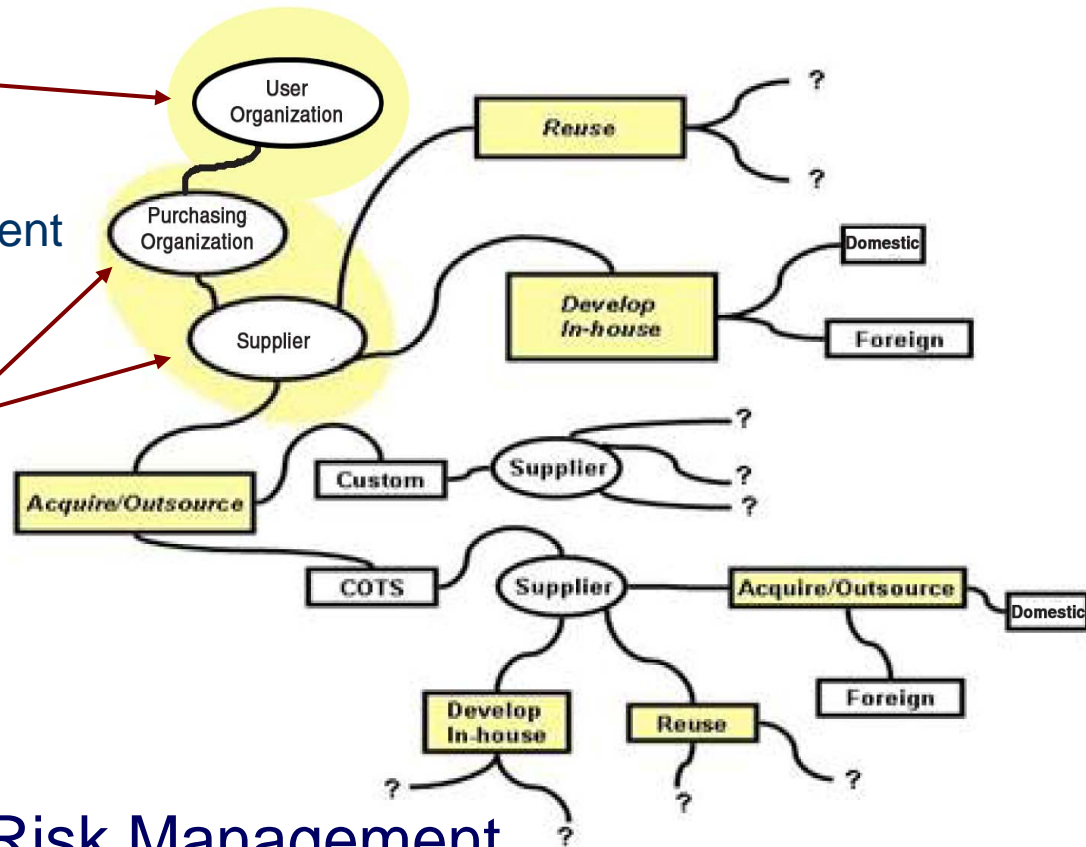 User
Organization
?
Reuse
?
Purchasing
Organization
ent
Domestic
Develop
In-house
Foreign
Supplier
?
Custom
Supplier
?
?
Acquire/Outsource
COTS
Supplier
Acquire/Outsource
Domestic
Foreign
Develop
In-house
Reuse
?
?
?
?
Risk Management